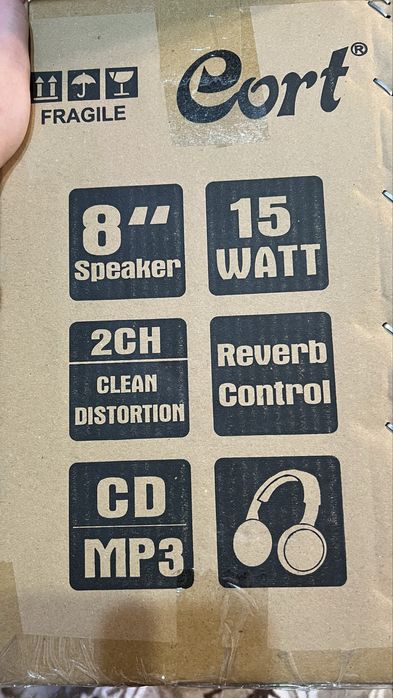 Cort®
FRAGILE
8"
Speaker
15
WATT
2CH
CLEAN
DISTORTION
Reverb
Control
CD
MP3